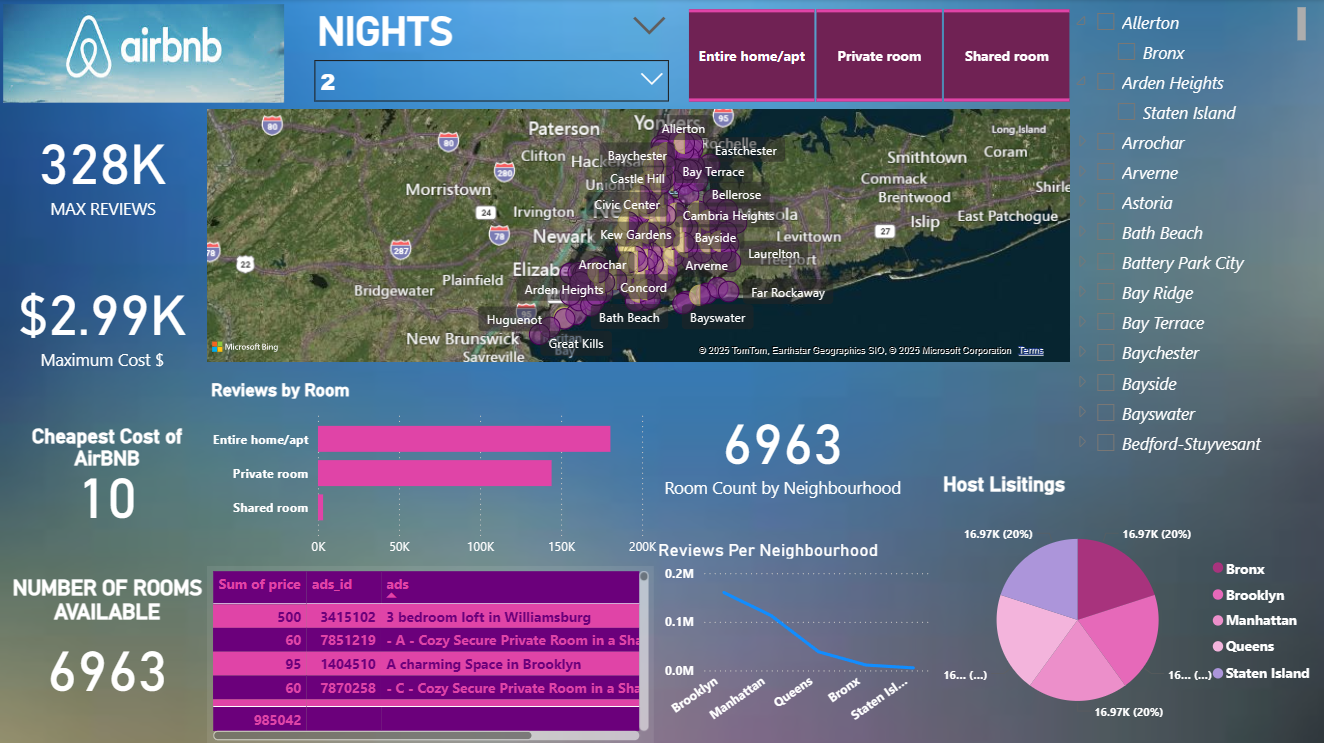 airbnb
NIGHTS
2
Entire home/apt
Private room
Shared room
Allerton
Bronx
Arden Heights
Staten Island
Arrochar
Arverne
Astoria
Bath Beach
Battery Park City
Bay Ridge
Bay Terrace
Baychester
Bayside
Bayswater
Bedford-Stuyvesant
328K
MAX REVIEWS
$2.99K
Maximum Cost $
Cheapest Cost of
AirBNB
10
NUMBER OF ROOMS
AVAILABLE
6963
80
Paterson
95
Allerton
Long Island
80
Clifton
Baychester
Eastchester
Smithtown
Coram
280
Castle Hill
Bay Terrace
Commack
Morristown
Bellerose
Brentwood
24
Irvington
Civic Center
Cambria Heights
Islip
East Patchogue
78
Newark
Kew Gardens
Bayside
Levittown
27
78
287
Laurelton
22
Arrochar
Arverne
Plainfield
Bridgewater
Arden Heights
Concord
Far Rockaway
95
Huguenot
Bath Beach
Bayswater
New Brunswick
Great Kills
Sayreville
Microsoft Bing
© 2025 TomTom, Earthstar Geographics SIO, © 2025 Microsoft Corporation Terms
Reviews by Room
Entire home/apt
Private room
Shared room
0K 50K 100K 150K 200K
6963
Room Count by Neighbourhood
Sum of price ads_id ads
500 3415102 3 bedroom loft in Williamsburg
60 7851219 - A - Cozy Secure Private Room in a Sha
95 1404510 A charming Space in Brooklyn
60 7870258 - C - Cozy Secure Private Room in a Sha
985042
Reviews Per Neighbourhood
0.2M
0.1M
0.0M
Brooklyn
Manhattan
Queens
Bronx
Staten Isl...
Host Lisitings
16.97K (20%)
16.97K (20%)
16... (...)
16... (...)
16.97K (20%)
Bronx
Brooklyn
Manhattan
Queens
Staten Island